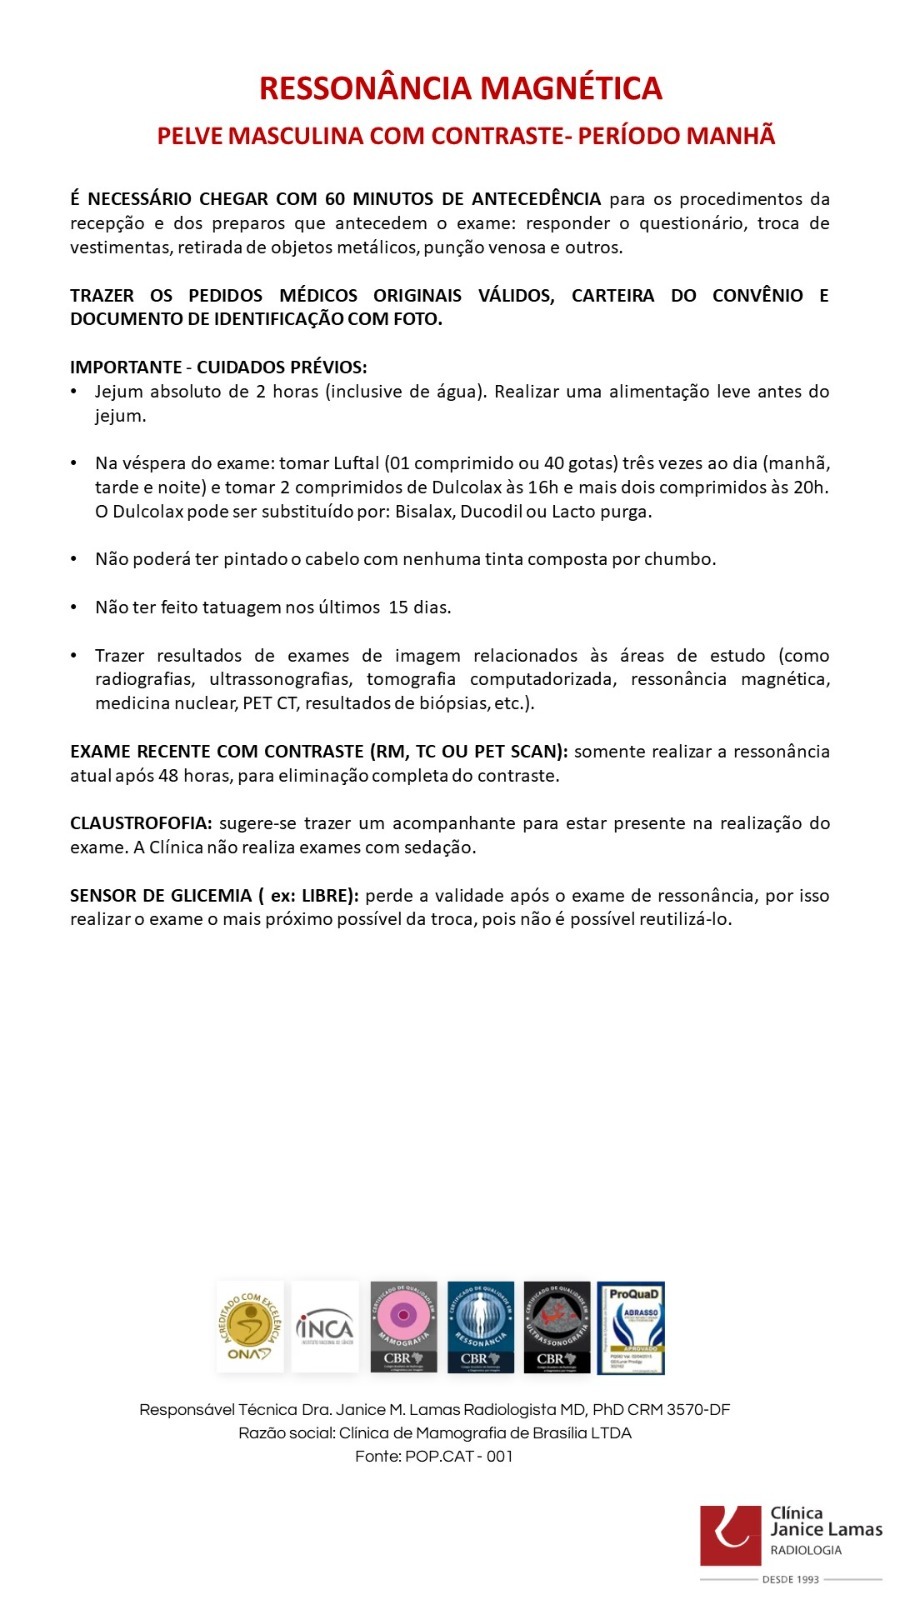 RESSONÂNCIA MAGNÉTICA
PELVE MASCULINA COM CONTRASTE- PERÍODO MANHÃ
É NECESSÁRIO CHEGAR COM 60 MINUTOS DE ANTECEDÊNCIA para os procedimentos da
recepção e dos preparos que antecedem o exame: responder o questionário, troca de
vestimentas, retirada de objetos metálicos, punção venosa e outros.
TRAZER OS PEDIDOS MÉDICOS ORIGINAIS VÁLIDOS, CARTEIRA DO CONVÊNIO E
DOCUMENTO DE IDENTIFICAÇÃO COM FOTO.
IMPORTANTE - CUIDADOS PRÉVIOS:
• Jejum absoluto de 2 horas (inclusive de água). Realizar uma alimentação leve antes do
jejum.
• Na véspera do exame: tomar Luftal (01 comprimido ou 40 gotas) três vezes ao dia (manhã,
tarde e noite) e tomar 2 comprimidos de Dulcolax às 16h e mais dois comprimidos às 20h.
O Dulcolax pode ser substituído por: Bisalax, Ducodil ou Lacto purga.
• Não poderá ter pintado o cabelo com nenhuma tinta composta por chumbo.
• Não ter feito tatuagem nos últimos 15 dias.
• Trazer resultados de exames de imagem relacionados às áreas de estudo (como
radiografias, ultrassonografias, tomografia computadorizada, ressonância magnética,
medicina nuclear, PET CT, resultados de biópsias, etc.).
EXAME RECENTE COM CONTRASTE (RM, TC OU PET SCAN): somente realizar a ressonância
atual após 48 horas, para eliminação completa do contraste.
CLAUSTROFOFIA: sugere-se trazer um acompanhante para estar presente na realização do
exame. A Clínica não realiza exames com sedação.
SENSOR DE GLICEMIA ( ex: LIBRE): perde a validade após o exame de ressonância, por isso
realizar o exame o mais próximo possível da troca, pois não é possível reutilizá-lo.
ACREDITADO COM EXCELÊNCIA
ONA
INCA
INSTITUTO NACIONAL DE CÂNCER
CERTIFICADO DE QUALIDADE EM
MAMOGRAFIA
CBR
CERTIFICADO DE QUALIDADE EM
RESSONÂNCIA
CBR
CERTIFICADO DE QUALIDADE EM
ULTRASSONOGRAFIA
CBR
ProQuaD
ABRASSO
APROVADO
Responsável Técnica Dra. Janice M. Lamas Radiologista MD, PhD CRM 3570-DF
Razão social: Clínica de Mamografia de Brasília LTDA
Fonte: POP.CAT - 001
Clínica
Janice Lamas
RADIOLOGIA
DESDE 1993